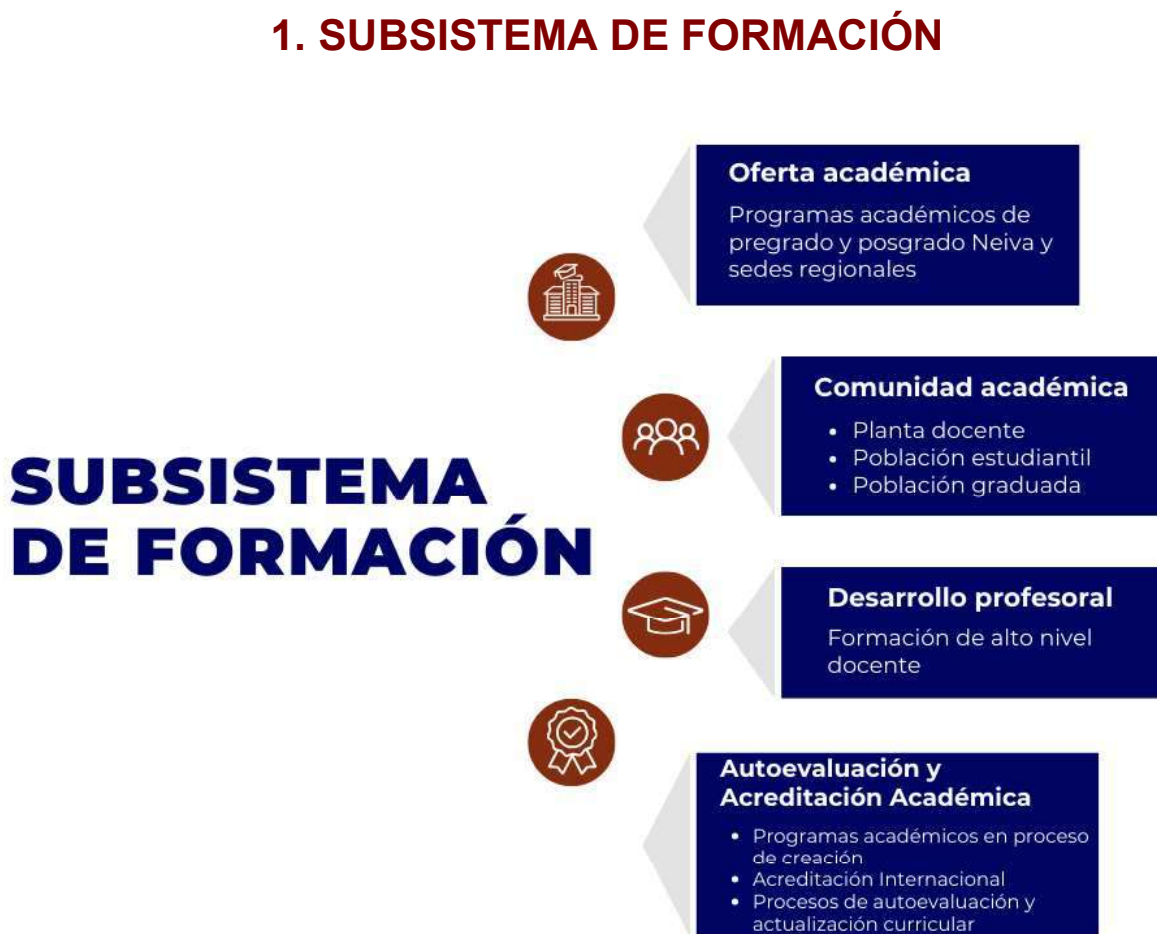 1. SUBSISTEMA DE FORMACIÓN
SUBSISTEMA
DE FORMACIÓN
Oferta académica
Programas académicos de
pregrado y posgrado Neiva y
sedes regionales
Comunidad académica
• Planta docente
• Población estudiantil
• Población graduada
Desarrollo profesoral
Formación de alto nivel
docente
Autoevaluación y
Acreditación Académica
• Programas académicos en proceso
de creación
• Acreditación Internacional
• Procesos de autoevaluación y
actualización curricular